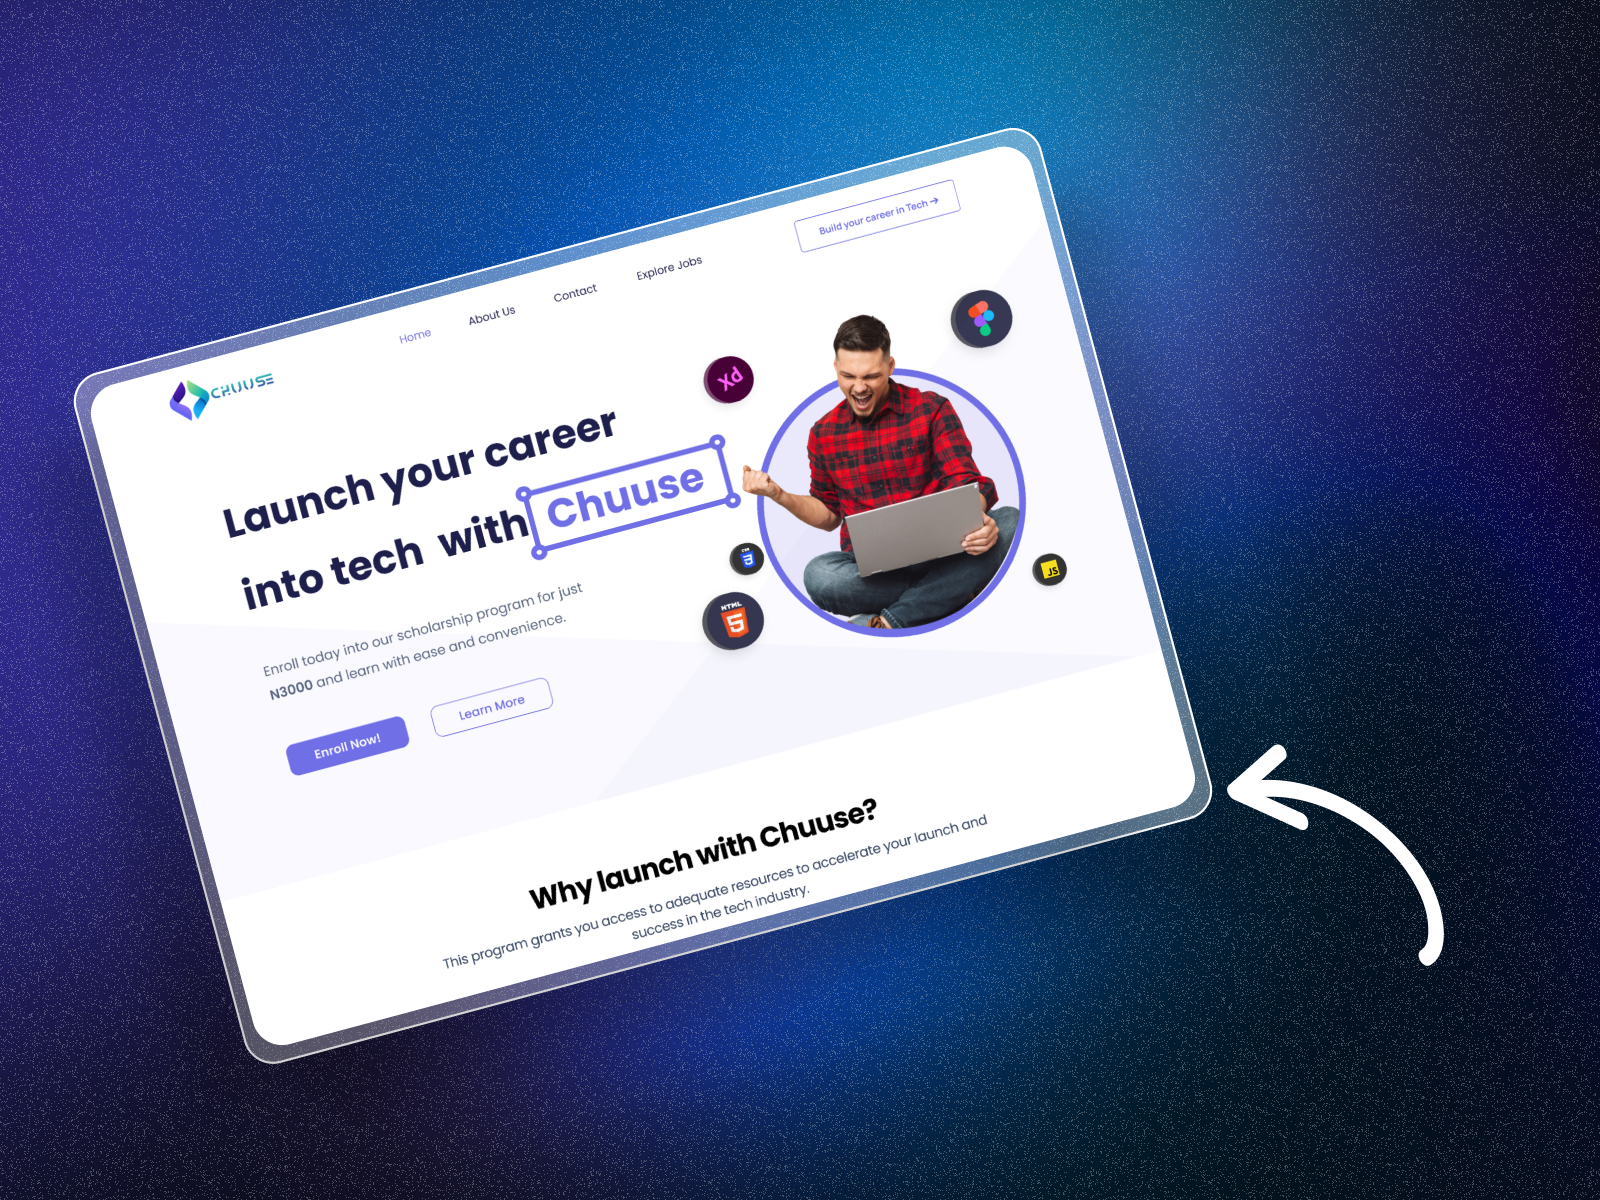 CHUUSE
Home
About Us
Contact
Explore Jobs
Build your career in Tech →
Launch your career
into tech with Chuuse
Enroll today into our scholarship program for just
N3000 and learn with ease and convenience.
Enroll Now!
Learn More
Xd
CSS
3
HTML
5
JS
Why launch with Chuuse?
This program grants you access to adequate resources to accelerate your launch and
success in the tech industry.